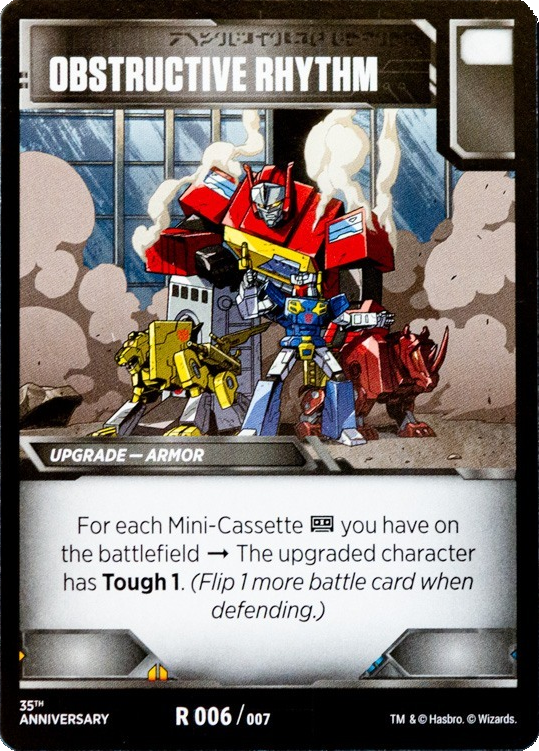 OBSTRUCTIVE RHYTHM
UPGRADE — ARMOR
For each Mini-Cassette you have on
the battlefield → The upgraded character
has Tough 1. (Flip 1 more battle card when
defending.)
35TH
ANNIVERSARY
R 006 / 007
TM & © Hasbro. © Wizards.